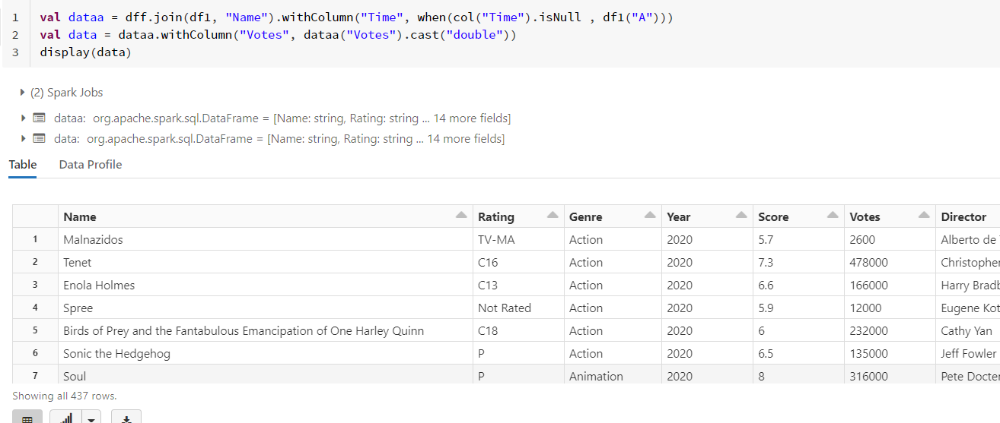 1 val dataa = dff.join(df1, "Name").withColumn("Time", when(col("Time").isNull , df1("A")))
2 val data = dataa.withColumn("Votes", dataa("Votes").cast("double"))
3 display(data)
(2) Spark Jobs
dataa: org.apache.spark.sql.DataFrame = [Name: string, Rating: string ... 14 more fields]
data: org.apache.spark.sql.DataFrame = [Name: string, Rating: string ... 14 more fields]
Table Data Profile
Name Rating Genre Year Score Votes Director
1 Malnazidos TV-MA Action 2020 5.7 2600 Alberto de
2 Tenet C16 Action 2020 7.3 478000 Christopher
3 Enola Holmes C13 Action 2020 6.6 166000 Harry Bradb
4 Spree Not Rated Action 2020 5.9 12000 Eugene Kot
5 Birds of Prey and the Fantabulous Emancipation of One Harley Quinn C18 Action 2020 6 232000 Cathy Yan
6 Sonic the Hedgehog P Action 2020 6.5 135000 Jeff Fowler
7 Soul P Animation 2020 8 316000 Pete Docter
Showing all 437 rows.